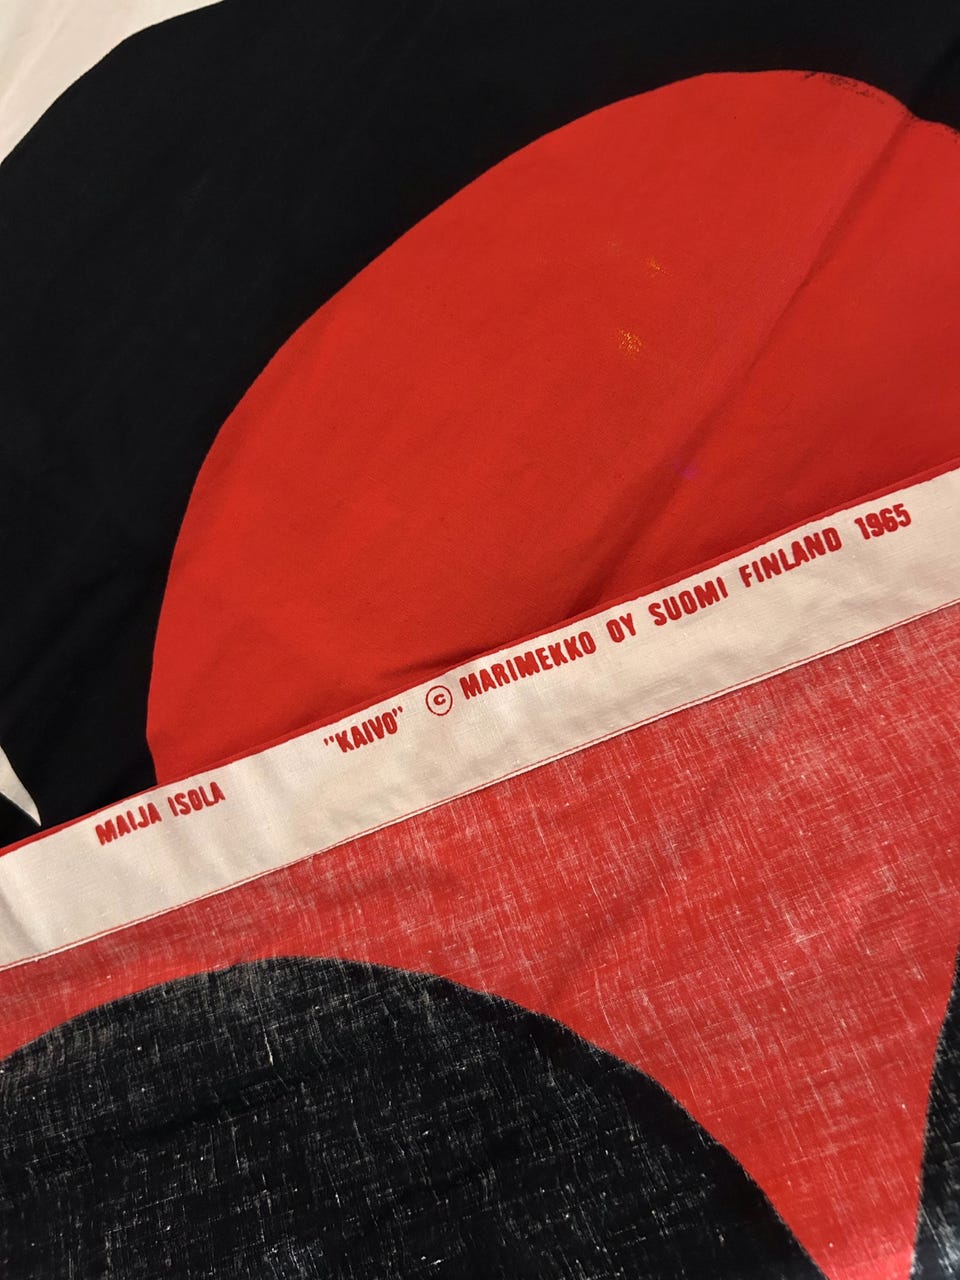 MAIJA ISOLA "KAIVO" © MARIMEKKO OY SUOMI FINLAND 1965